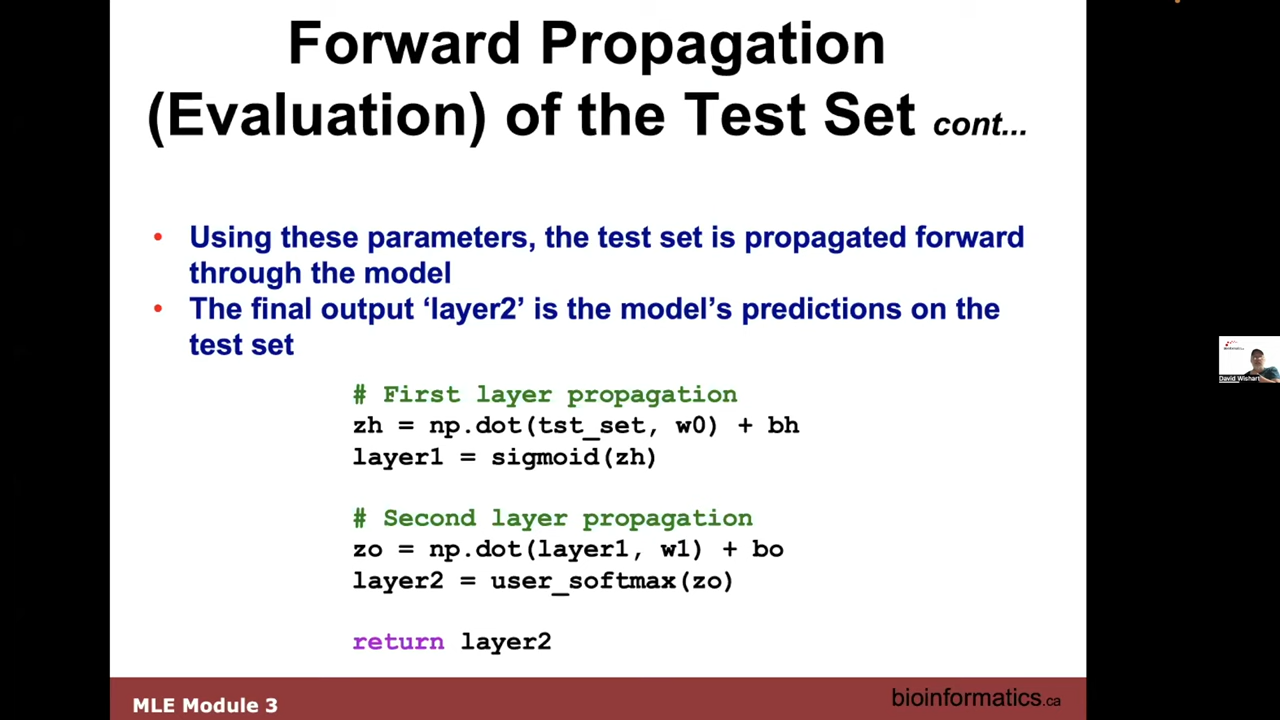 Forward Propagation
(Evaluation) of the Test Set cont...
• Using these parameters, the test set is propagated forward
through the model
• The final output ‘layer2’ is the model’s predictions on the
test set
# First layer propagation
zh = np.dot(tst_set, w0) + bh
layer1 = sigmoid(zh)
# Second layer propagation
zo = np.dot(layer1, w1) + bo
layer2 = user_softmax(zo)
return layer2
David Wishart
MLE Module 3
bioinformatics.ca